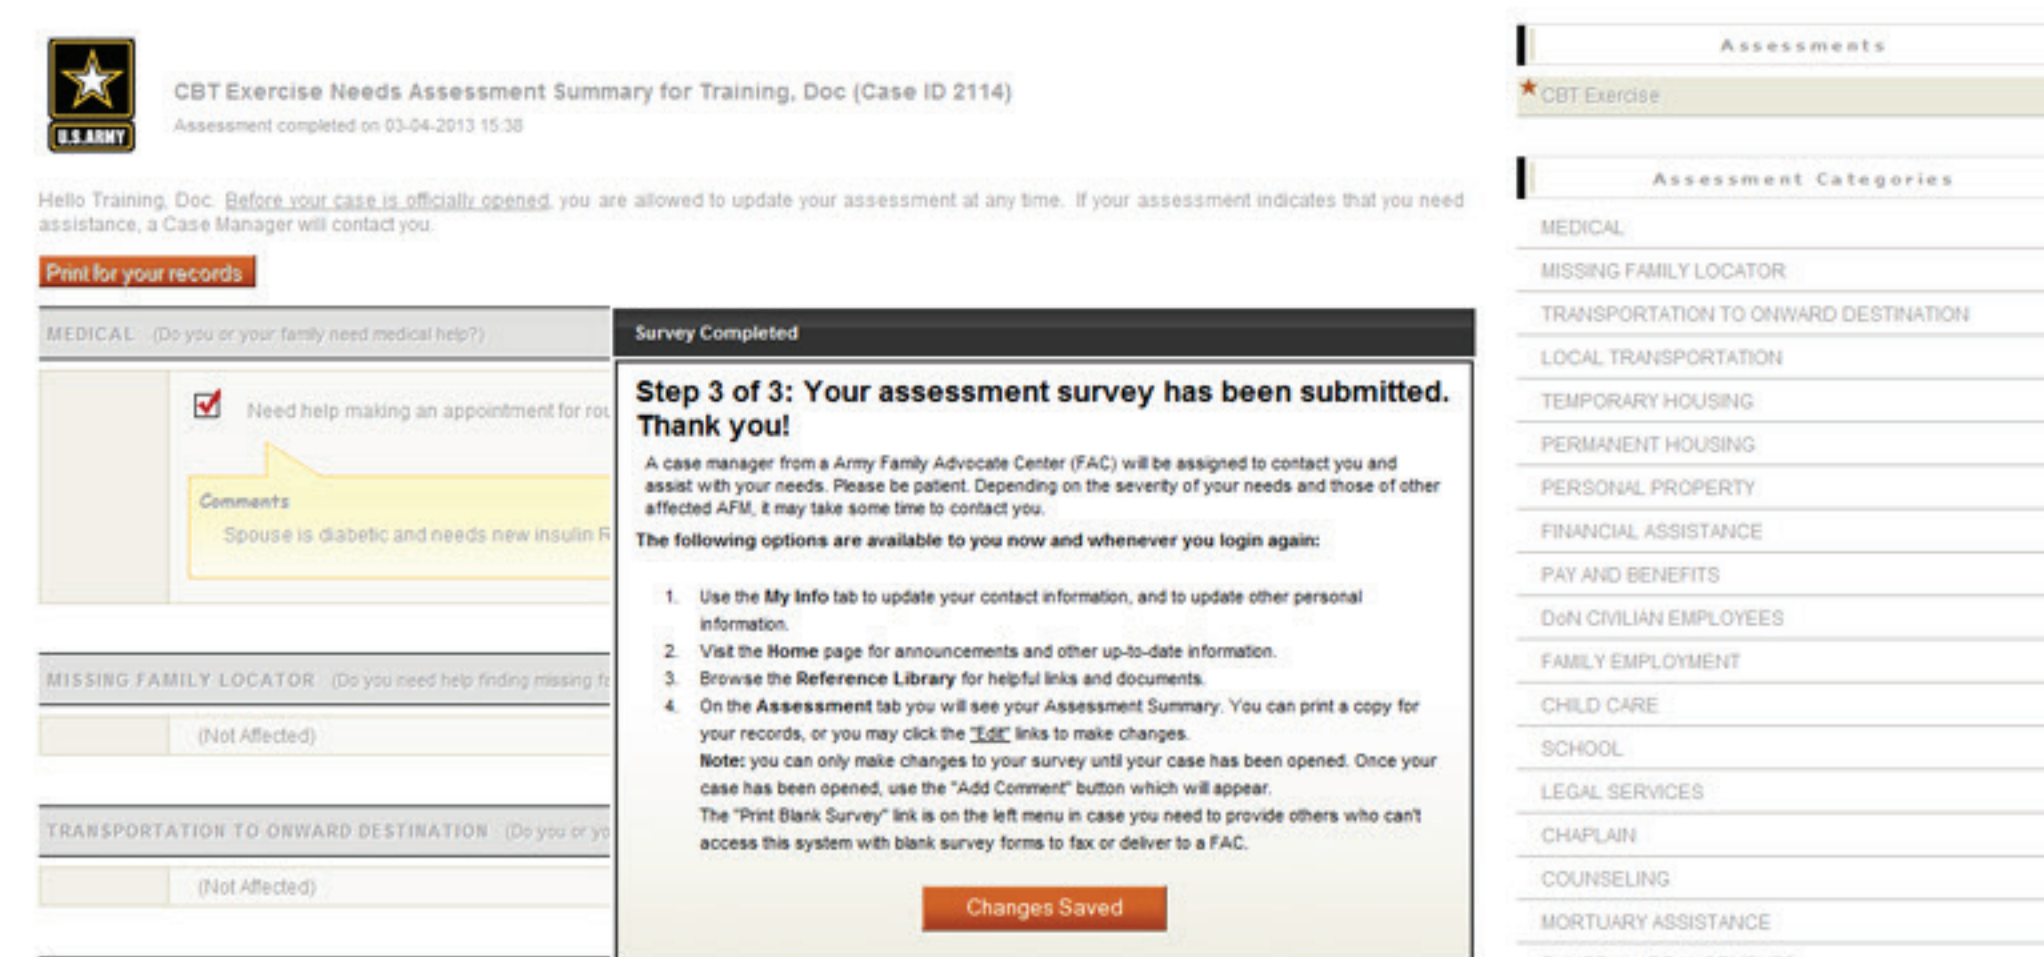 U.S.ARMY
CBT Exercise Needs Assessment Summary for Training, Doc (Case ID 2114)
Assessment completed on 03-04-2013 15:38
Hello Training, Doc. Before your case is officially opened, you are allowed to update your assessment at any time. If your assessment indicates that you need
assistance, a Case Manager will contact you.
Print for your records
MEDICAL (Do you or your family need medical help?)
Need help making an appointment for rou
Comments
Spouse is diabetic and needs new insulin R
MISSING FAMILY LOCATOR (Do you need help finding missing fa
(Not Affected)
TRANSPORTATION TO ONWARD DESTINATION (Do you or yo
(Not Affected)
Survey Completed
Step 3 of 3: Your assessment survey has been submitted.
Thank you!
A case manager from a Army Family Advocate Center (FAC) will be assigned to contact you and
assist with your needs. Please be patient. Depending on the severity of your needs and those of other
affected AFM, it may take some time to contact you.
The following options are available to you now and whenever you login again:
1. Use the My Info tab to update your contact information, and to update other personal
information.
2. Visit the Home page for announcements and other up-to-date information.
3. Browse the Reference Library for helpful links and documents.
4. On the Assessment tab you will see your Assessment Summary. You can print a copy for
your records, or you may click the "Edit" links to make changes.
Note: you can only make changes to your survey until your case has been opened. Once your
case has been opened, use the "Add Comment" button which will appear.
The "Print Blank Survey" link is on the left menu in case you need to provide others who can't
access this system with blank survey forms to fax or deliver to a FAC.
Changes Saved
Assessments
CBT Exercise
Assessment Categories
MEDICAL
MISSING FAMILY LOCATOR
TRANSPORTATION TO ONWARD DESTINATION
LOCAL TRANSPORTATION
TEMPORARY HOUSING
PERMANENT HOUSING
PERSONAL PROPERTY
FINANCIAL ASSISTANCE
PAY AND BENEFITS
DoN CIVILIAN EMPLOYEES
FAMILY EMPLOYMENT
CHILD CARE
SCHOOL
LEGAL SERVICES
CHAPLAIN
COUNSELING
MORTUARY ASSISTANCE